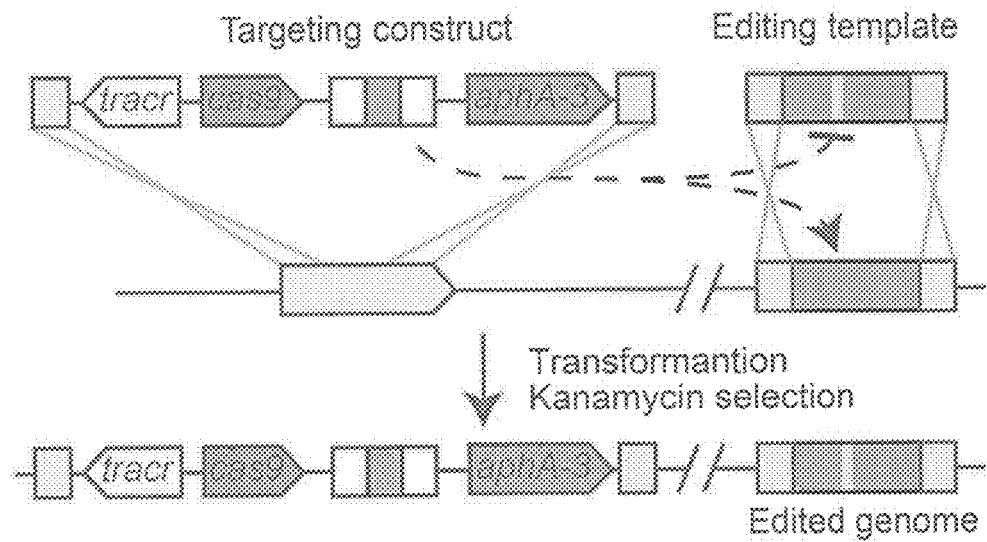 Targeting construct
Editing template
tracr cas9 aphA-3
Transformantion
Kanamycin selection
tracr cas9 aphA-3
Edited genome